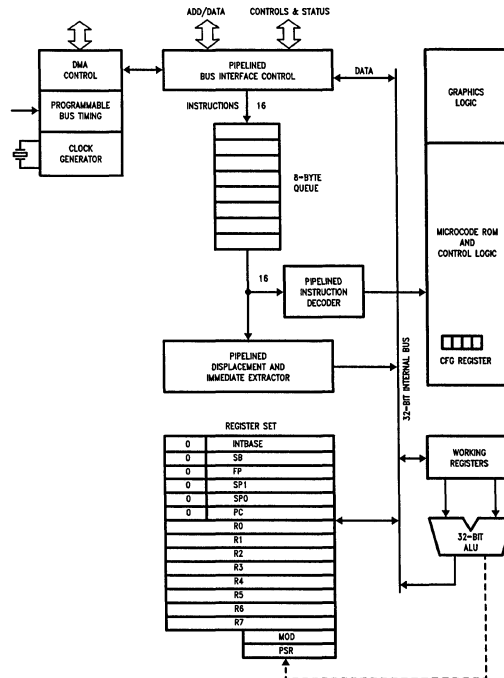 ADD/DATA
CONTROLS & STATUS
DMA
CONTROL
PROGRAMMABLE
BUS TIMING
CLOCK
GENERATOR
PIPELINED
BUS INTERFACE CONTROL
DATA
INSTRUCTIONS 16
8-BYTE
QUEUE
GRAPHICS
LOGIC
MICROCODE ROM
AND
CONTROL LOGIC
CFG REGISTER
16
PIPELINED
INSTRUCTION
DECODER
PIPELINED
DISPLACEMENT AND
IMMEDIATE EXTRACTOR
32-BIT INTERNAL BUS
REGISTER SET
0 INTBASE
0 SB
0 FP
0 SP1
0 SP0
0 PC
R0
R1
R2
R3
R4
R5
R6
R7
MOD
PSR
WORKING
REGISTERS
32-BIT
ALU